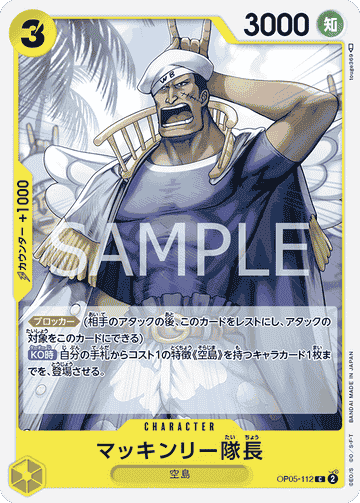 3
3000
知
tougo369
W B
カウンター +1000
SAMPLE
ブロッカー (相手のアタックの後、このカードをレストにし、アタックの
対象をこのカードにできる)
KO時 自分の手札からコスト1の特徴《空島》を持つキャラカード1枚ま
でを、登場させる。
CHARACTER
マッキンリー隊長
空島
OP05-112 C 2
BANDAI MADE IN JAPAN
©E.O./S.,F-T